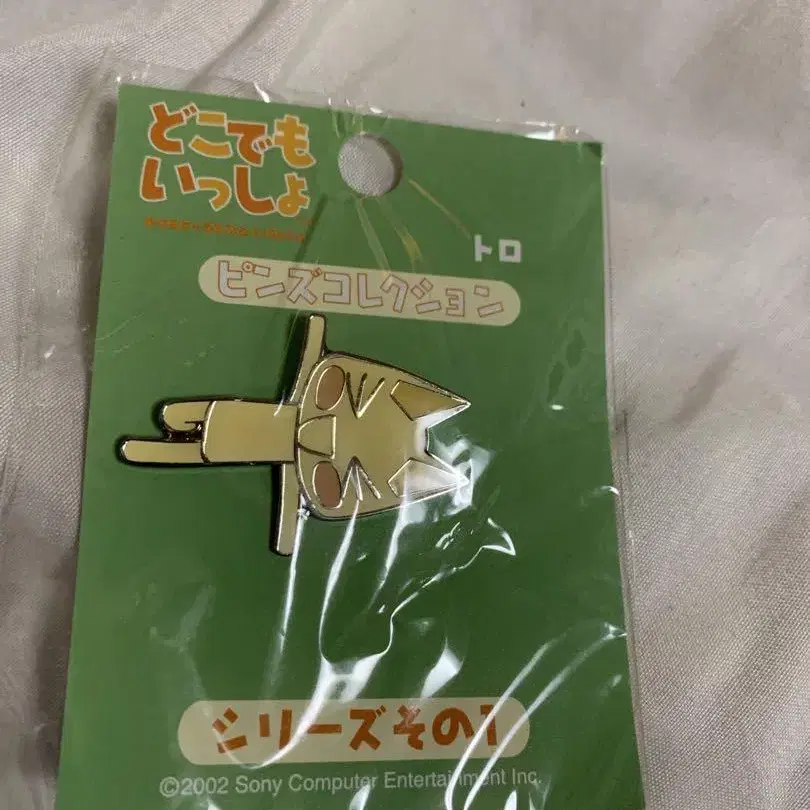 どこでも
いっしょ
トロ
ピンズコレクション
シリーズその1
©2002 Sony Computer Entertainment Inc.